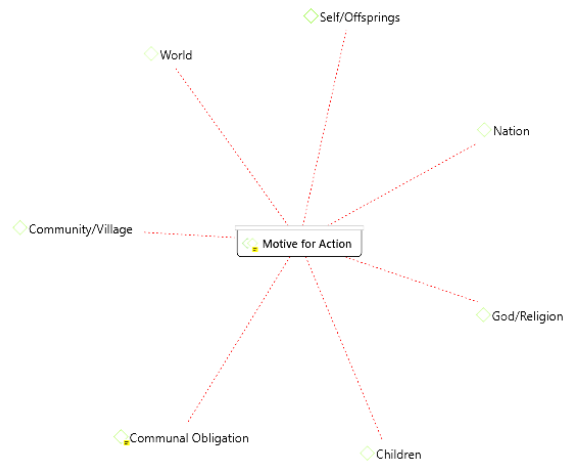 Self/Offsprings
World
Nation
Community/Village
Motive for Action
God/Religion
Communal Obligation
Children